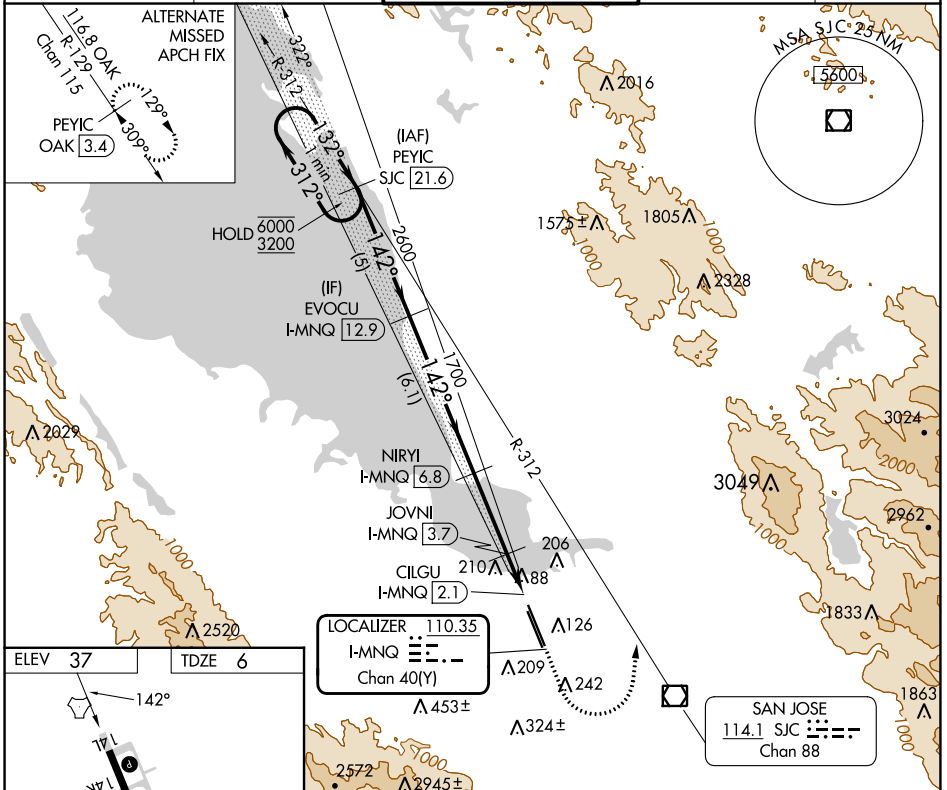 ALTERNATE
MISSED
APCH FIX
116.8 OAK
R-129
Chan 115
129°
309°
PEYIC
OAK 3.4
322°
R-312
132°
1 min
312°
HOLD 6000
3200
(IAF)
PEYIC
SJC 21.6
142°
2600
(5)
(IF)
EVOCU
I-MNQ 12.9
142°
1700
(6.1)
R-312
NIRYI
I-MNQ 6.8
JOVNI
I-MNQ 3.7
CILGU
I-MNQ 2.1
MSA SJC 25 NM
5600
2016
1575±
1805
1000
2328
3024
2000
3049
2962
1000
1833
1863
1000
2029
1000
2520
210
88
206
126
209
242
453±
324±
LOCALIZER 110.35
I-MNQ
Chan 40(Y)
SAN JOSE
114.1 SJC
Chan 88
ELEV 37
TDZE 6
142°
14L
P
2572
2945±
1000